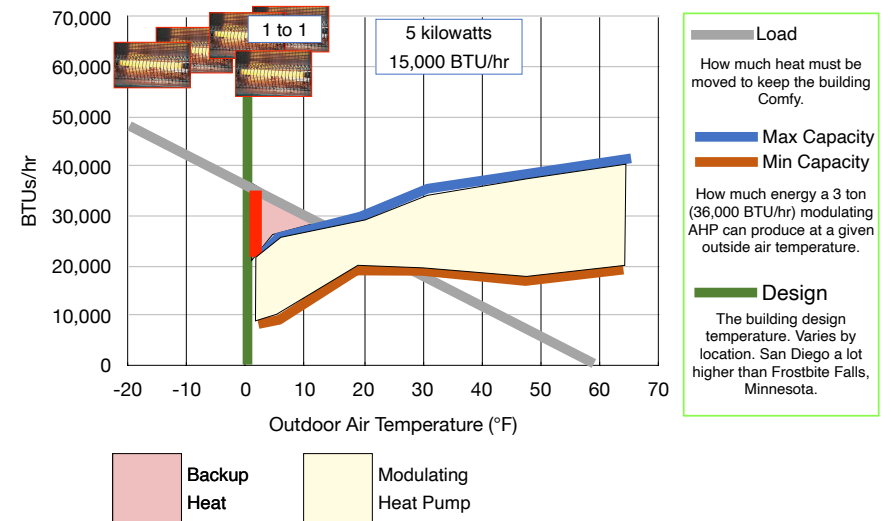 70,000
60,000
50,000
40,000
30,000
20,000
10,000
0
BTUs/hr
-20
-10
0
10
20
30
40
50
60
70
Outdoor Air Temperature (°F)
1 to 1
5 kilowatts
15,000 BTU/hr
Load
How much heat must be
moved to keep the building
Comfy.
Max Capacity
Min Capacity
How much energy a 3 ton
(36,000 BTU/hr) modulating
AHP can produce at a given
outside air temperature.
Design
The building design
temperature. Varies by
location. San Diego a lot
higher than Frostbite Falls,
Minnesota.
Backup
Heat
Modulating
Heat Pump